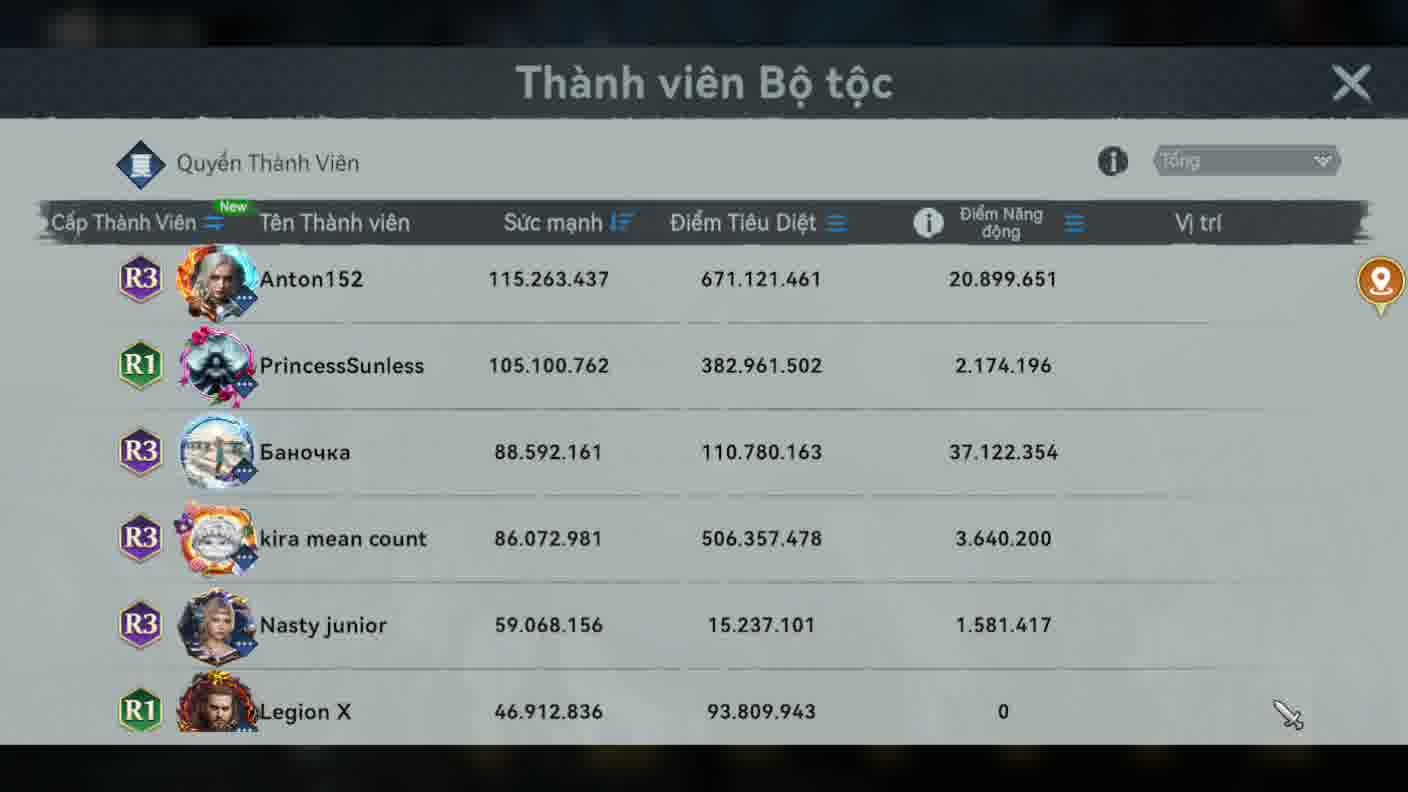 Thành viên Bộ tộc
Quyển Thành Viên
Tổng
Cấp Thành Viên New Tên Thành viên Sức mạnh Điểm Tiêu Diệt Điểm Năng động Vị trí
R3 Anton152 115.263.437 671.121.461 20.899.651
R1 PrincessSunless 105.100.762 382.961.502 2.174.196
R3 Баночка 88.592.161 110.780.163 37.122.354
R3 kira mean count 86.072.981 506.357.478 3.640.200
R3 Nasty junior 59.068.156 15.237.101 1.581.417
R1 Legion X 46.912.836 93.809.943 0